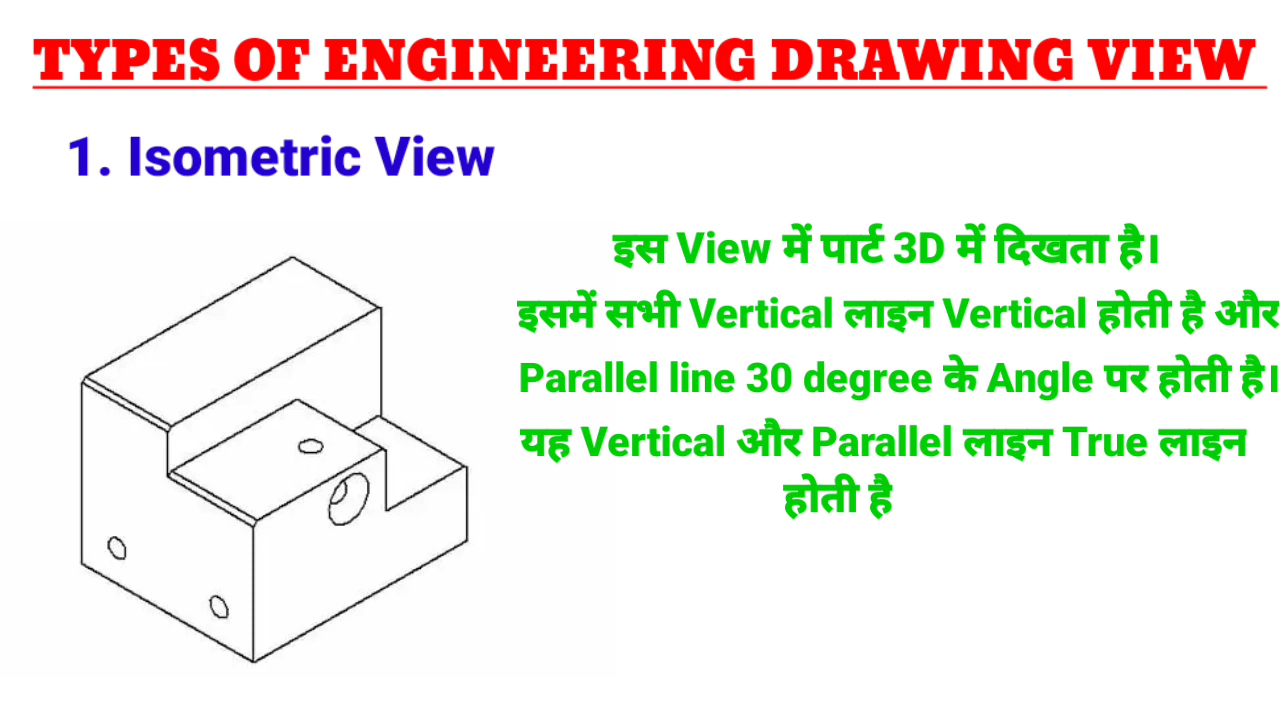 TYPES OF ENGINEERING DRAWING VIEW
1. Isometric View
इस View में पार्ट 3D में दिखता है।
इसमें सभी Vertical लाइन Vertical होती है और
Parallel line 30 degree के Angle पर होती है।
यह Vertical और Parallel लाइन True लाइन
होती है